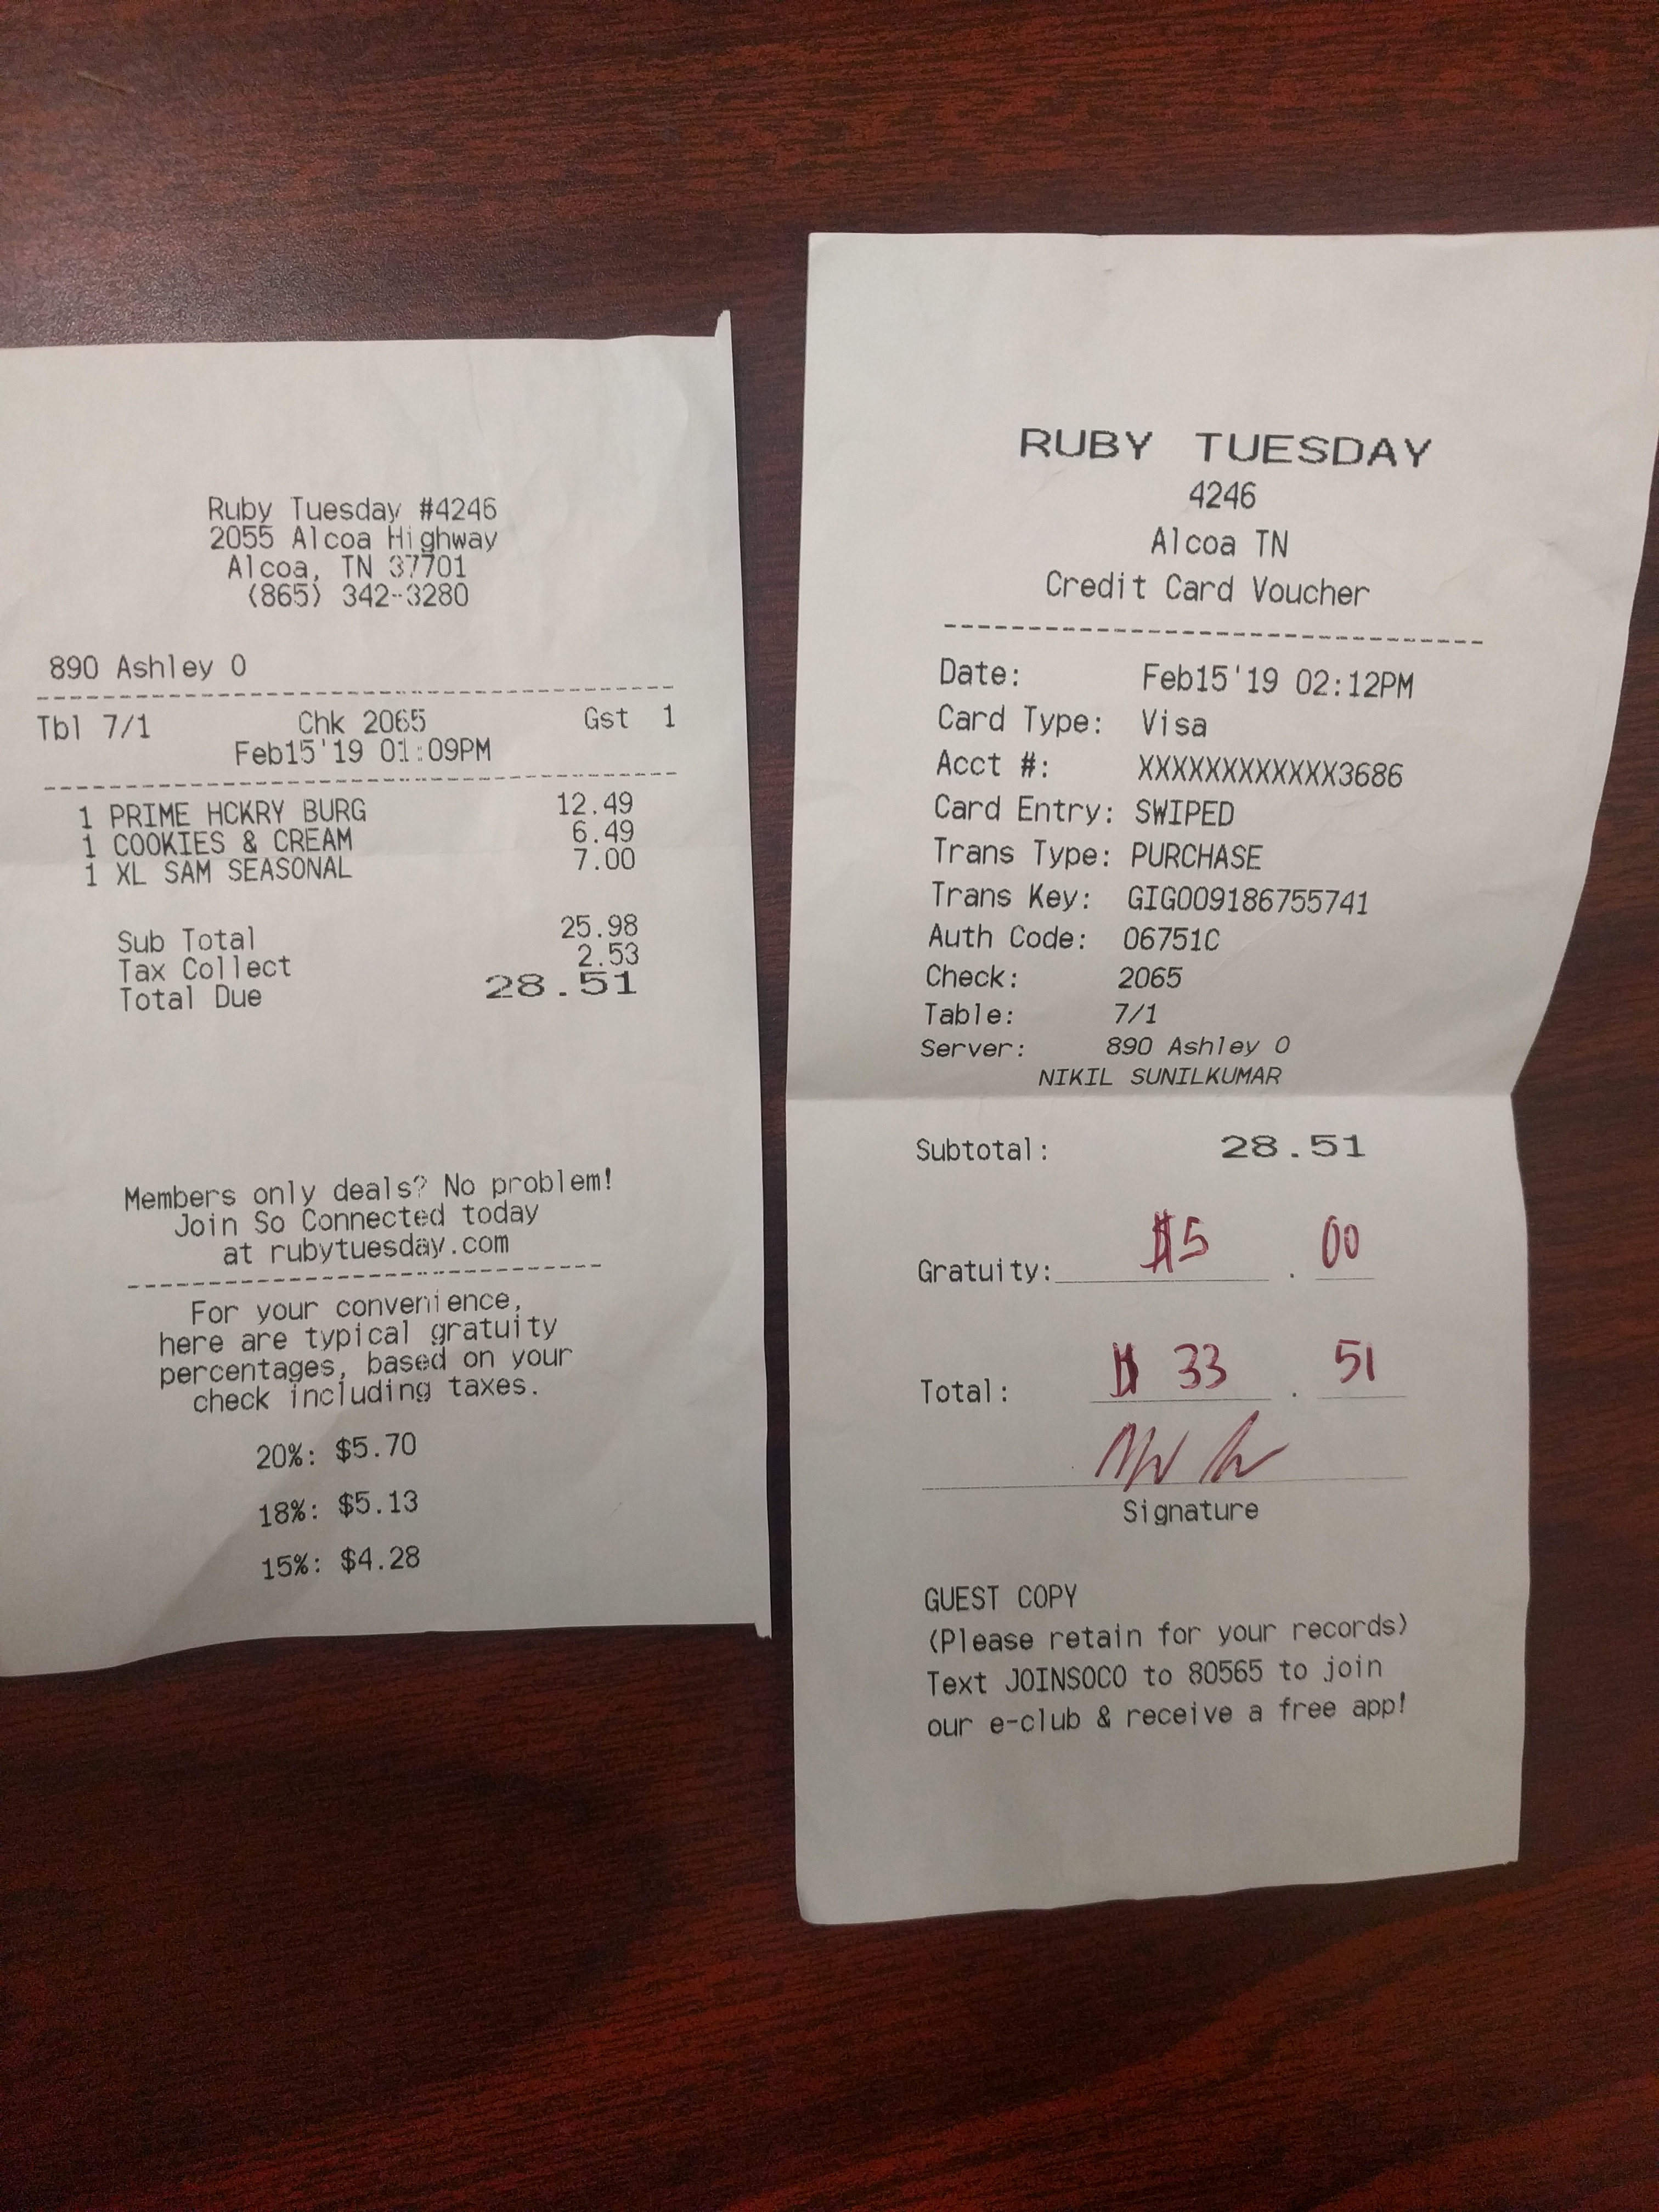 Ruby Tuesday #4246
2055 Alcoa Highway
Alcoa, TN 37701
(865) 342-3280
890 Ashley O
Tbl 7/1 Chk 2065 Gst 1
Feb15'19 01:09PM
1 PRIME HCKRY BURG 12.49
1 COOKIES & CREAM 6.49
1 XL SAM SEASONAL 7.00
Sub Total 25.98
Tax Collect 2.53
Total Due 28.51
Members only deals? No problem!
Join So Connected today
at rubytuesday.com
For your convenience,
here are typical gratuity
percentages, based on your
check including taxes.
20%: $5.70
18%: $5.13
15%: $4.28
RUBY TUESDAY
4246
Alcoa TN
Credit Card Voucher
Date: Feb15'19 02:12PM
Card Type: Visa
Acct #: XXXXXXXXXXXX3686
Card Entry: SWIPED
Trans Type: PURCHASE
Trans Key: GIG009186755741
Auth Code: 06751C
Check: 2065
Table: 7/1
Server: 890 Ashley O
NIKIL SUNILKUMAR
Subtotal: 28.51
Gratuity: $5 . 00
Total: $ 33 . 51
Signature
GUEST COPY
(Please retain for your records)
Text JOINSOCO to 80565 to join
our e-club & receive a free app!